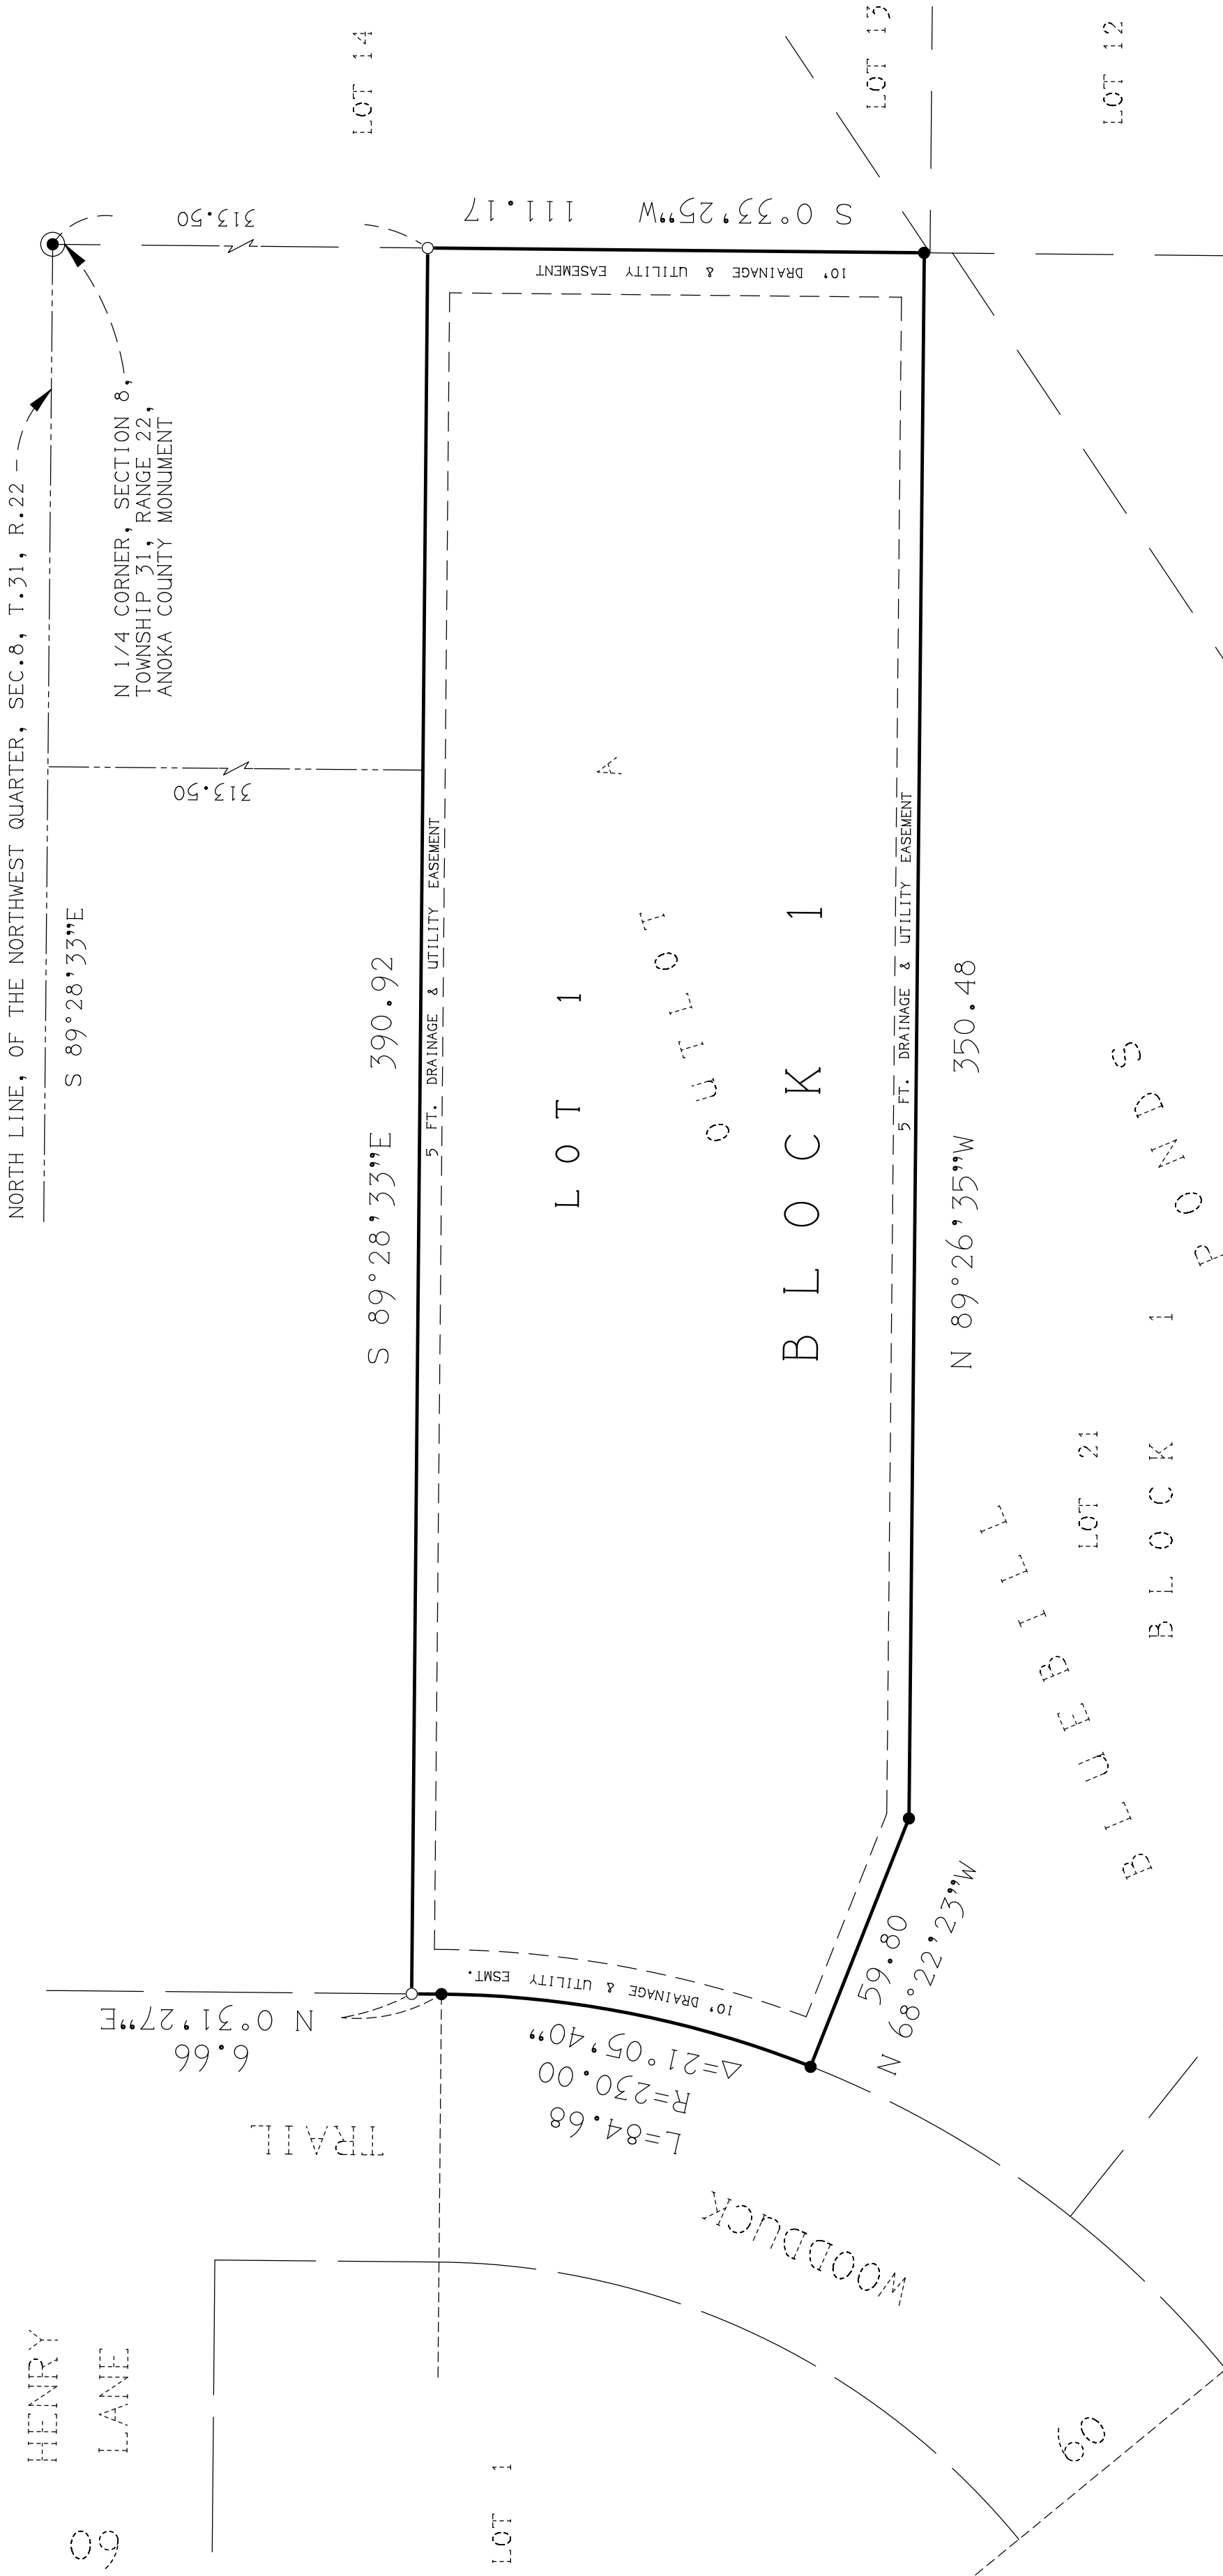 NORTH LINE, OF THE NORTHWEST QUARTER, SEC.8, T.31, R.22
S 89°28'33"E
N 1/4 CORNER, SECTION 8,
TOWNSHIP 31, RANGE 22,
ANOKA COUNTY MONUMENT
313.50
313.50
HENRY
LANE
60
TRAIL
N 0°31'27"E
6.66
S 89°28'33"E 390.92
5 FT. DRAINAGE & UTILITY EASEMENT
LOT 14
S 0°33'25"W 111.17
10' DRAINAGE & UTILITY EASEMENT
LOT 1
OUTLOT A
BLOCK 1
LOT 1
10' DRAINAGE & UTILITY ESMT.
Δ=21°05'40"
R=230.00
L=84.68
WOODDUCK
60
59.80
N 68°22'23"W
5 FT. DRAINAGE & UTILITY EASEMENT
N 89°26'35"W 350.48
LOT 13
LOT 12
BLUEBILL PONDS
LOT 21
BLOCK 1